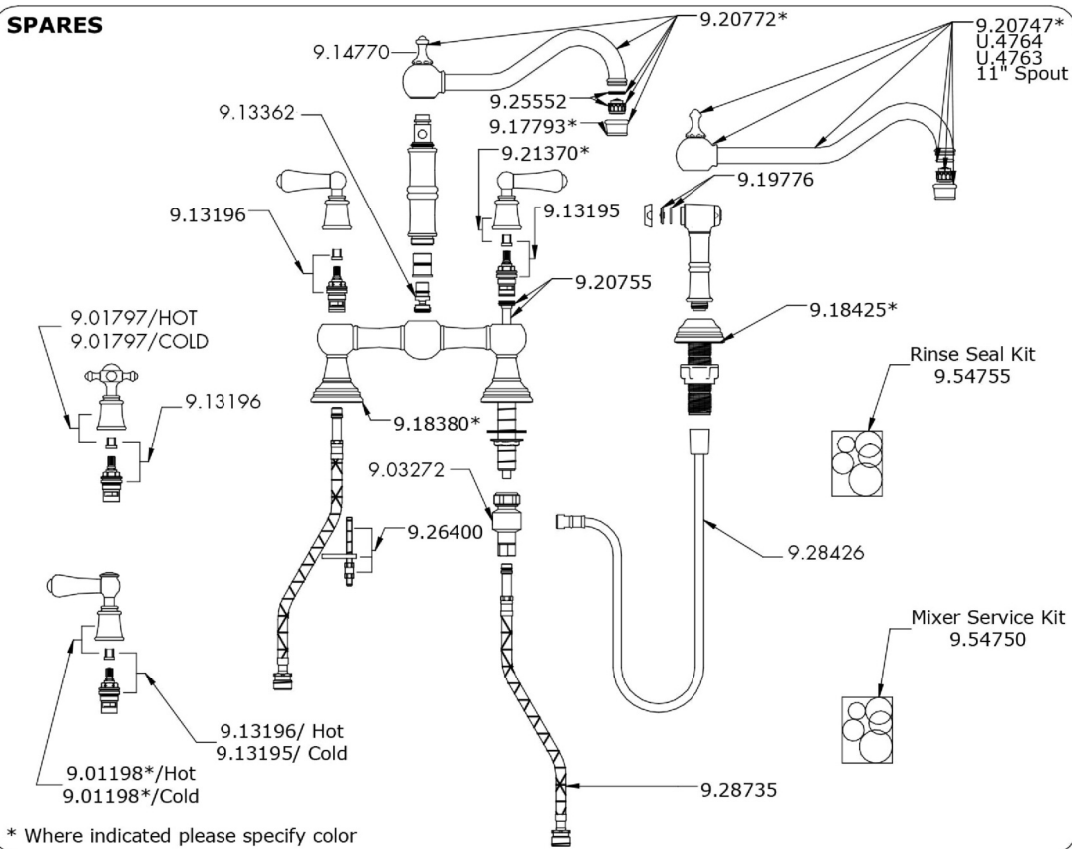 SPARES
9.20772*
9.14770
9.20747*
U.4764
U.4763
11" Spout
9.25552
9.17793*
9.13362
9.21370*
9.19776
9.13196
9.13195
9.20755
9.01797/HOT
9.01797/COLD
9.18425*
Rinse Seal Kit
9.54755
9.13196
9.18380*
9.03272
9.26400
9.28426
Mixer Service Kit
9.54750
9.13196/ Hot
9.13195/ Cold
9.01198*/Hot
9.01198*/Cold
9.28735
* Where indicated please specify color